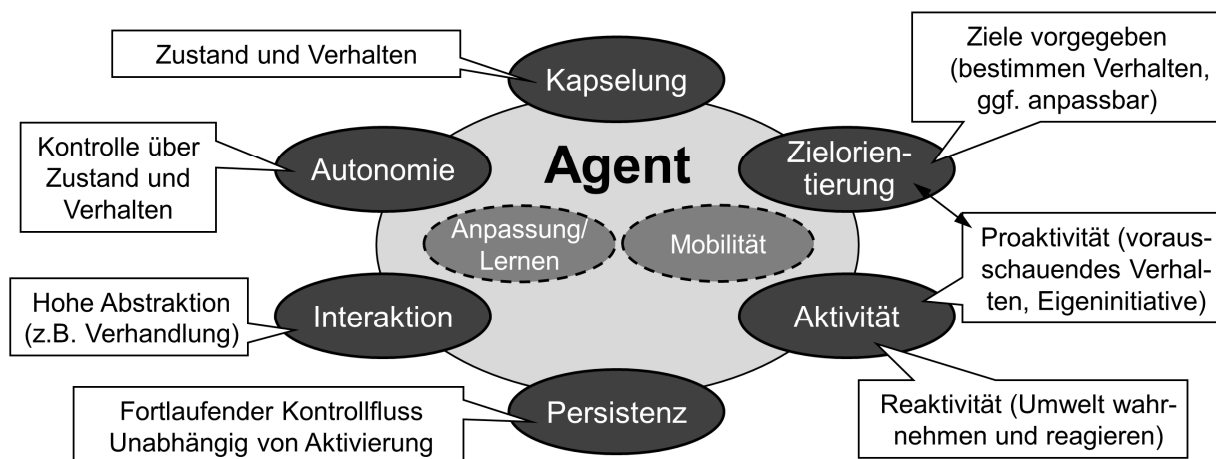 Zustand und Verhalten
Kapselung
Ziele vorgegeben
(bestimmen Verhalten,
ggf. anpassbar)
Kontrolle über
Zustand und
Verhalten
Autonomie
Agent
Zielorien-
tierung
Anpassung/
Lernen
Mobilität
Proaktivität (voraus-
schauendes Verhal-
ten, Eigeninitiative)
Hohe Abstraktion
(z.B. Verhandlung)
Interaktion
Aktivität
Fortlaufender Kontrollfluss
Unabhängig von Aktivierung
Persistenz
Reaktivität (Umwelt wahr-
nehmen und reagieren)